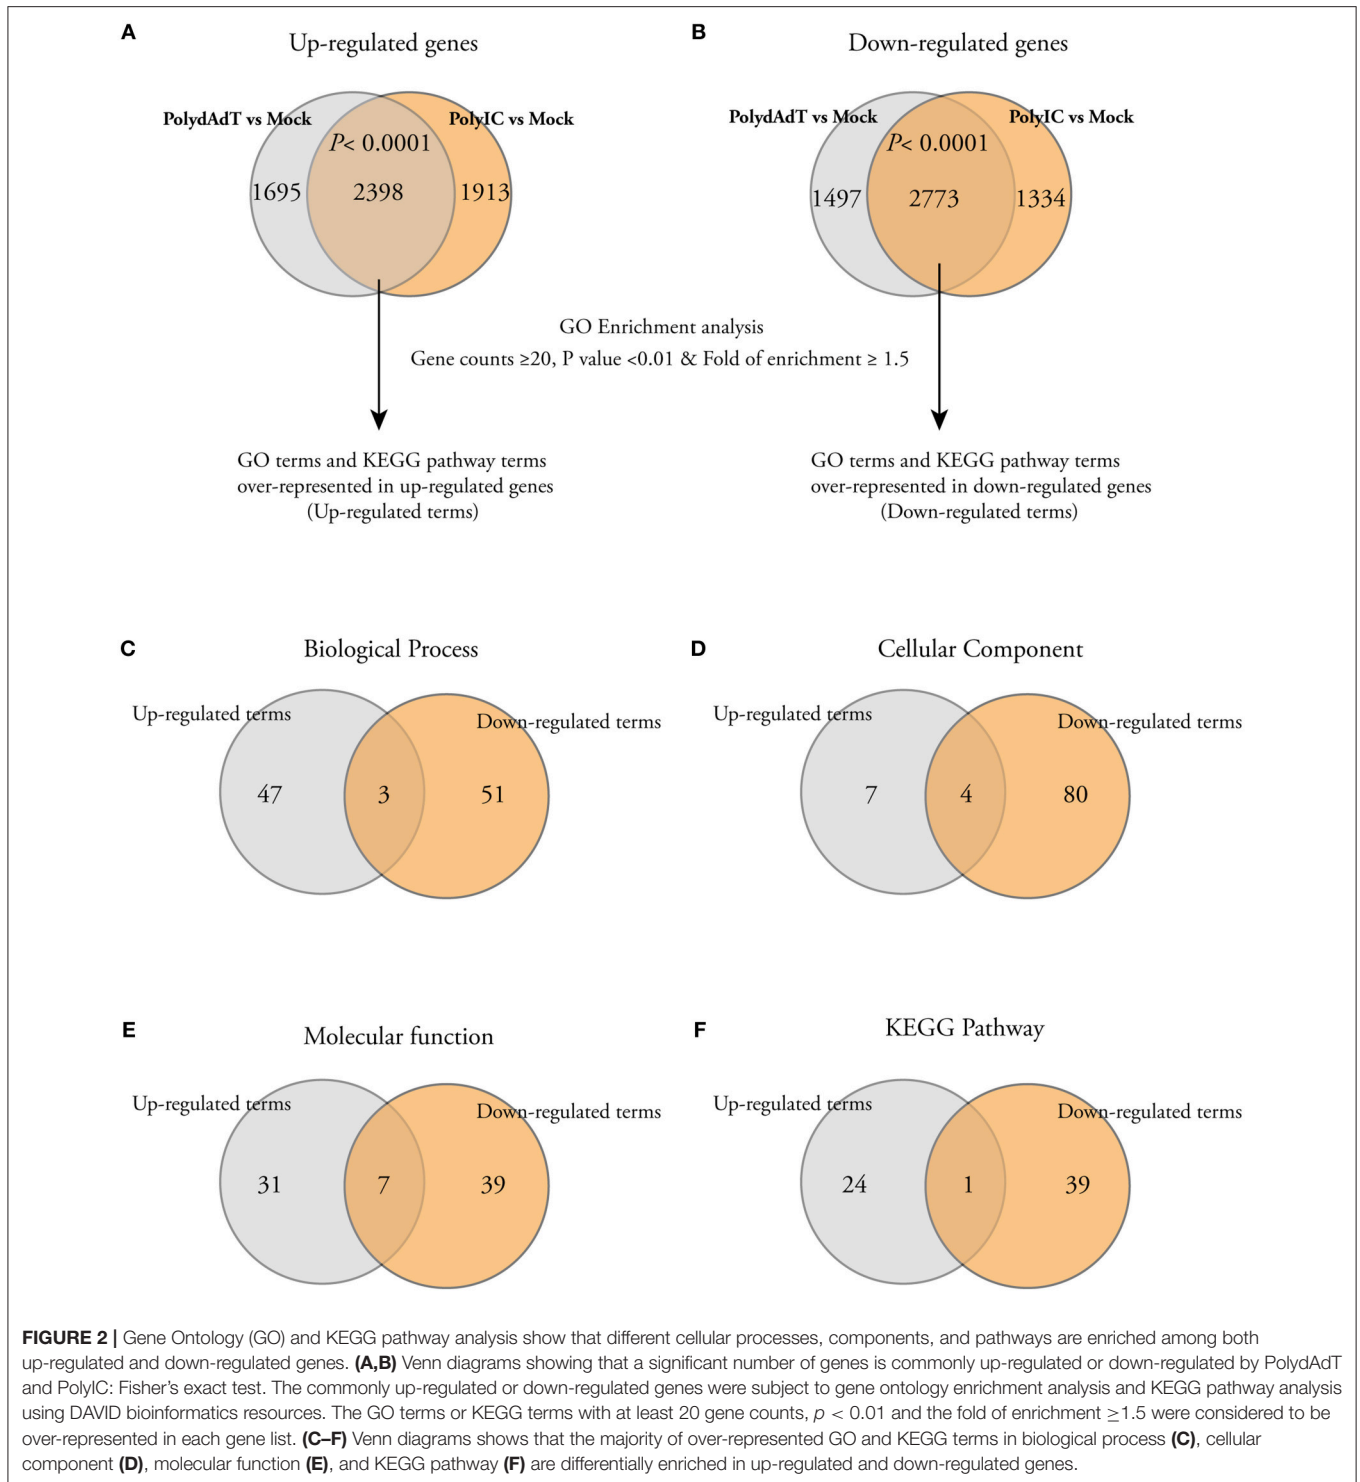 A
Up-regulated genes
PolydAdT vs Mock
PolyIC vs Mock
P< 0.0001
1695
2398
1913
B
Down-regulated genes
PolydAdT vs Mock
PolyIC vs Mock
P< 0.0001
1497
2773
1334
GO Enrichment analysis
Gene counts ≥20, P value <0.01 & Fold of enrichment ≥ 1.5
GO terms and KEGG pathway terms
over-represented in up-regulated genes
(Up-regulated terms)
GO terms and KEGG pathway terms
over-represented in down-regulated genes
(Down-regulated terms)
C
Biological Process
Up-regulated terms
Down-regulated terms
47
3
51
D
Cellular Component
Up-regulated terms
Down-regulated terms
7
4
80
E
Molecular function
Up-regulated terms
Down-regulated terms
31
7
39
F
KEGG Pathway
Up-regulated terms
Down-regulated terms
24
1
39
FIGURE 2 | Gene Ontology (GO) and KEGG pathway analysis show that different cellular processes, components, and pathways are enriched among both
up-regulated and down-regulated genes. (A,B) Venn diagrams showing that a significant number of genes is commonly up-regulated or down-regulated by PolydAdT
and PolyIC: Fisher's exact test. The commonly up-regulated or down-regulated genes were subject to gene ontology enrichment analysis and KEGG pathway analysis
using DAVID bioinformatics resources. The GO terms or KEGG terms with at least 20 gene counts, p < 0.01 and the fold of enrichment ≥1.5 were considered to be
over-represented in each gene list. (C–F) Venn diagrams shows that the majority of over-represented GO and KEGG terms in biological process (C), cellular
component (D), molecular function (E), and KEGG pathway (F) are differentially enriched in up-regulated and down-regulated genes.